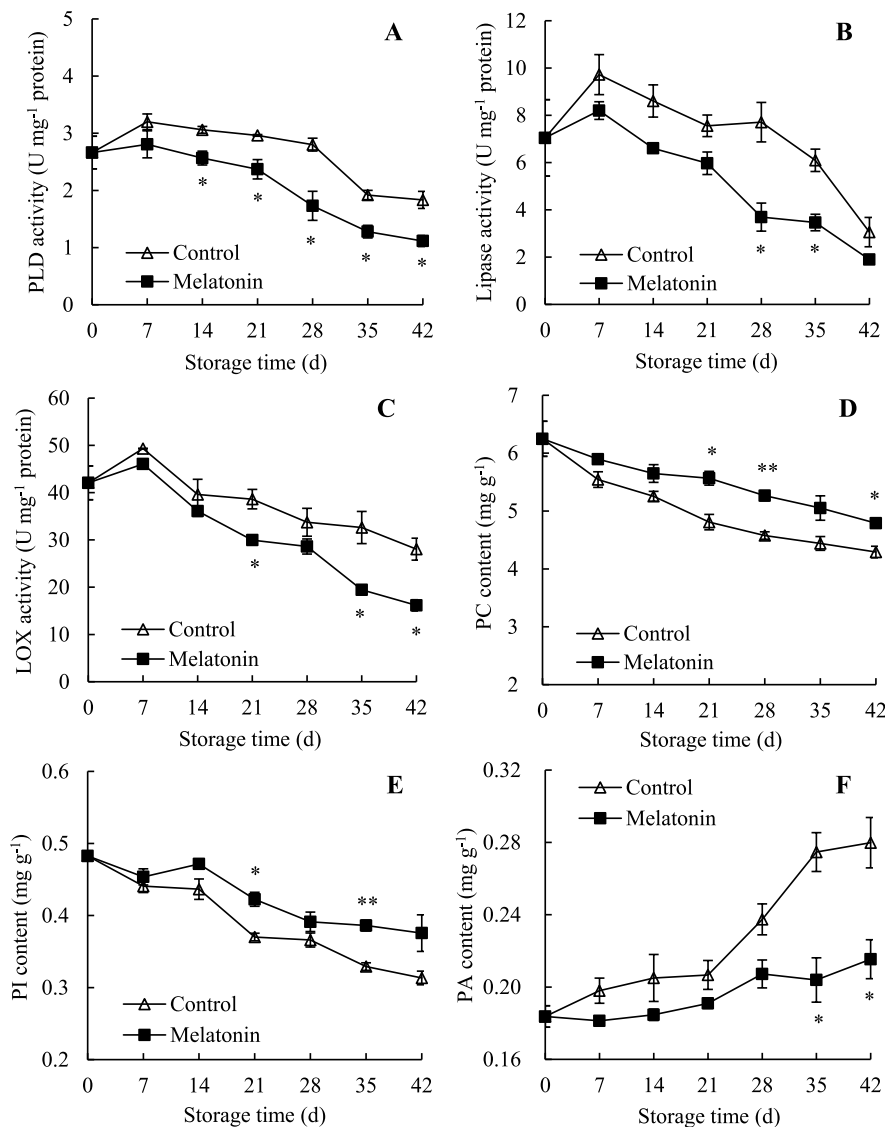 A
PLD activity (U mg⁻¹ protein)
5
4
3
2
1
0
*
*
*
*
*
Control
Melatonin
0 7 14 21 28 35 42
Storage time (d)
B
Lipase activity (U mg⁻¹ protein)
12
10
8
6
4
2
0
*
*
Control
Melatonin
0 7 14 21 28 35 42
Storage time (d)
C
LOX activity (U mg⁻¹ protein)
60
50
40
30
20
10
0
*
*
*
Control
Melatonin
0 7 14 21 28 35 42
Storage time (d)
D
PC content (mg g⁻¹)
7
6
5
4
3
2
*
**
*
Control
Melatonin
0 7 14 21 28 35 42
Storage time (d)
E
PI content (mg g⁻¹)
0.6
0.5
0.4
0.3
0.2
*
**
Control
Melatonin
0 7 14 21 28 35 42
Storage time (d)
F
PA content (mg g⁻¹)
0.32
0.28
0.24
0.20
0.16
Control
Melatonin
*
*
0 7 14 21 28 35 42
Storage time (d)